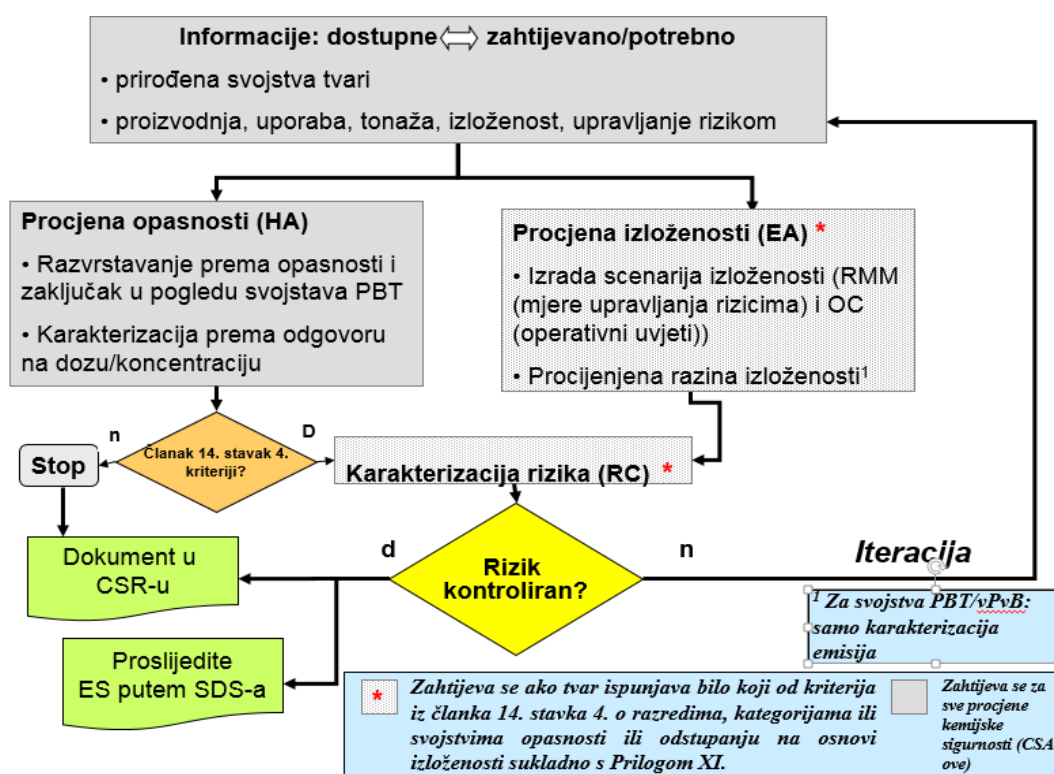 Informacije: dostupne ⇔ zahtijevano/potrebno
• prirođena svojstva tvari
• proizvodnja, uporaba, tonaža, izloženost, upravljanje rizikom
Procjena opasnosti (HA)
• Razvrstavanje prema opasnosti i
zaključak u pogledu svojstava PBT
• Karakterizacija prema odgovoru
na dozu/koncentraciju
Procjena izloženosti (EA) *
• Izrada scenarija izloženosti (RMM
(mjere upravljanja rizicima) i OC
(operativni uvjeti))
• Procijenjena razina izloženosti¹
n
Članak 14. stavak 4.
kriteriji?
D
Stop
Karakterizacija rizika (RC) *
Dokument u
CSR-u
d
Rizik
kontroliran?
n
Iteracija
¹ Za svojstva PBT/vPvB:
samo karakterizacija
emisija
Proslijedite
ES putem SDS-a
* Zahtijeva se ako tvar ispunjava bilo koji od kriterija
iz članka 14. stavka 4. o razredima, kategorijama ili
svojstvima opasnosti ili odstupanju na osnovi
izloženosti sukladno s Prilogom XI.
Zahtijeva se za
sve procjene
kemijske
sigurnosti (CSA
ove)